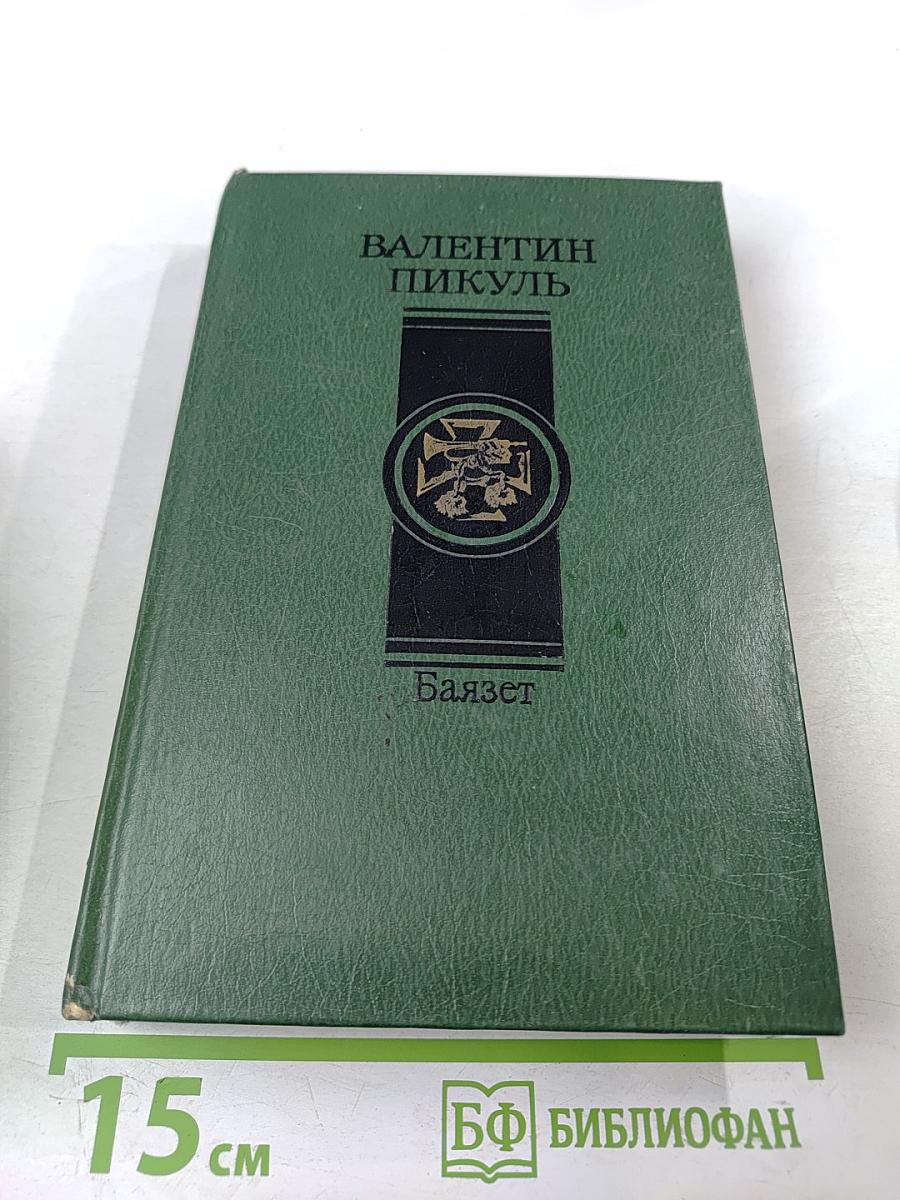 ВАЛЕНТИН
ПИКУЛЬ
Баязет
15 см
БФ БИБЛИОФАН